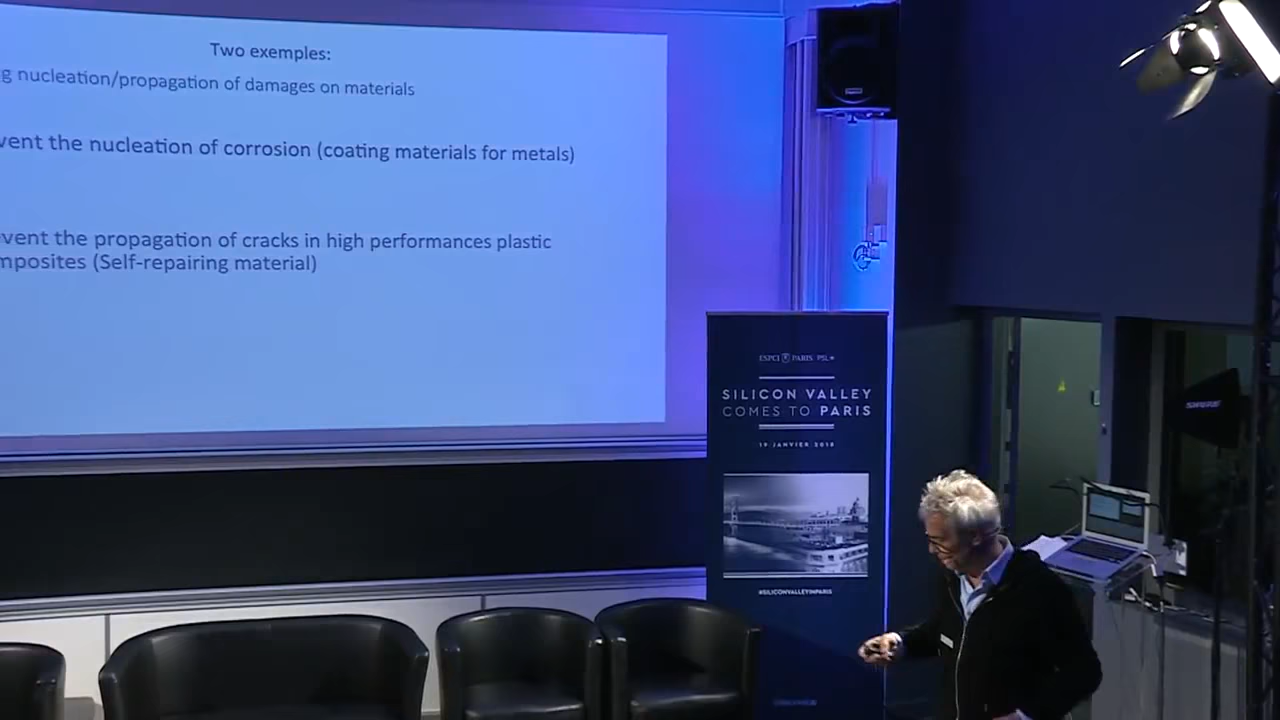 Two exemples:
g nucleation/propagation of damages on materials
vent the nucleation of corrosion (coating materials for metals)
vent the propagation of cracks in high performances plastic
mposites (Self-repairing material)
ESPCI PARIS PSL★
SILICON VALLEY
COMES TO PARIS
19 JANVIER 2018
#SILICONVALLEYINPARIS
SHURE